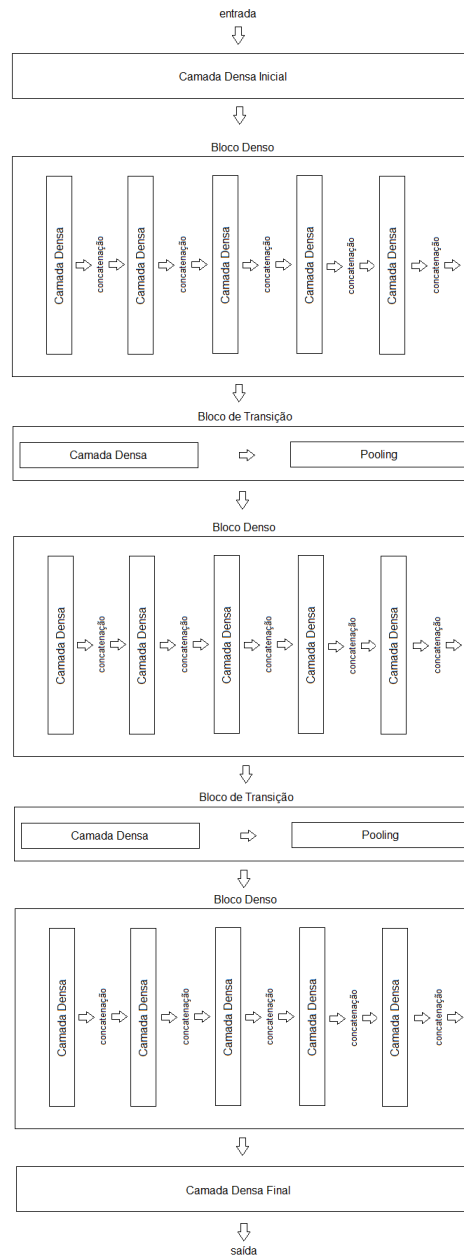 entrada
Camada Densa Inicial
Bloco Denso
Camada Densa
concatenação
Camada Densa
concatenação
Camada Densa
concatenação
Camada Densa
concatenação
Camada Densa
concatenação
Bloco de Transição
Camada Densa
Pooling
Bloco Denso
Camada Densa
concatenação
Camada Densa
concatenação
Camada Densa
concatenação
Camada Densa
concatenação
Camada Densa
concatenação
Bloco de Transição
Camada Densa
Pooling
Bloco Denso
Camada Densa
concatenação
Camada Densa
concatenação
Camada Densa
concatenação
Camada Densa
concatenação
Camada Densa
concatenação
Camada Densa Final
saída